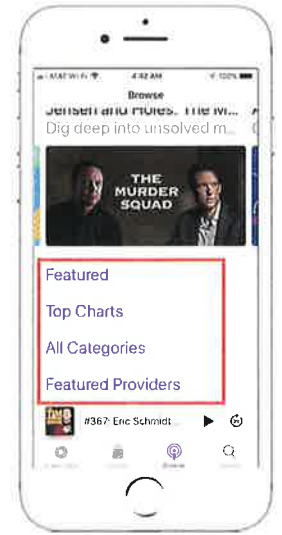 4:42 AM
Browse
Jensen and Holes: The M...
Dig deep into unsolved m...
THE
MURDER
SQUAD
Featured
Top Charts
All Categories
Featured Providers
#367: Eric Schmidt
Browse